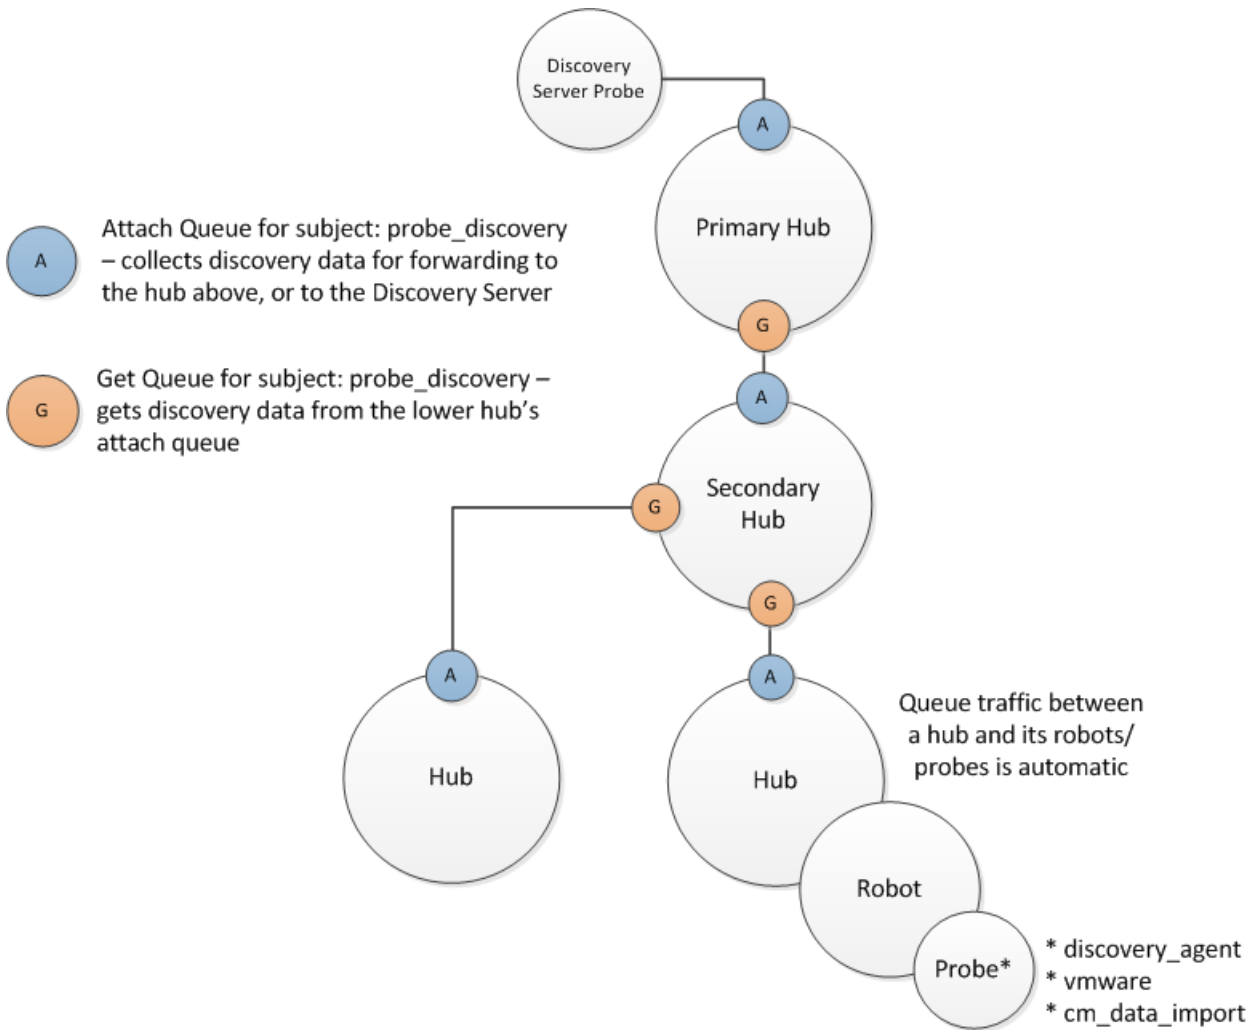 Discovery
Server Probe
A
Primary Hub
G
A
Attach Queue for subject: probe_discovery
– collects discovery data for forwarding to
the hub above, or to the Discovery Server
G
Get Queue for subject: probe_discovery –
gets discovery data from the lower hub’s
attach queue
A
Secondary
Hub
G
G
A
Hub
A
Hub
Queue traffic between
a hub and its robots/
probes is automatic
Robot
Probe*
* discovery_agent
* vmware
* cm_data_import